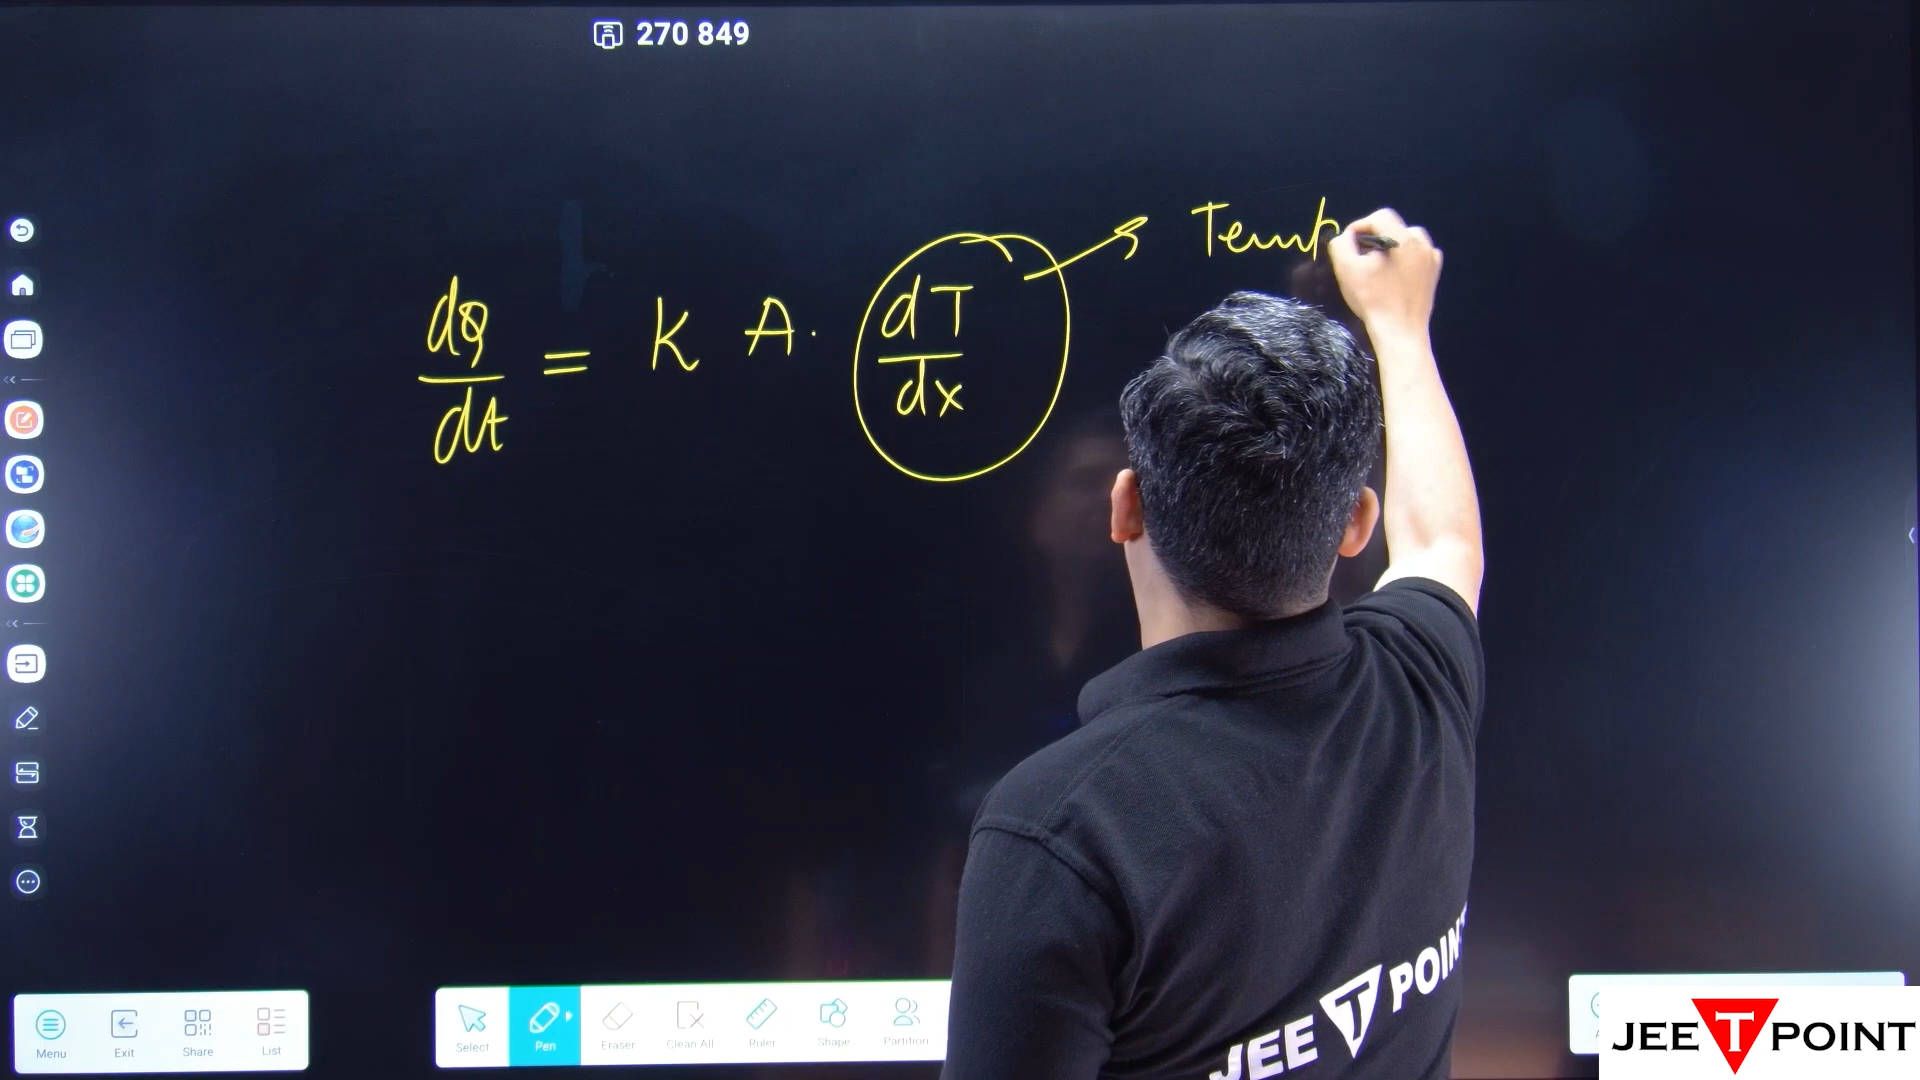 270 849
Temp
dQ/dt = K A . dT/dx
Menu Exit Share List
Select Pen Eraser Clean All Ruler Shape Partition
JEE T POINT
JEE T POINT